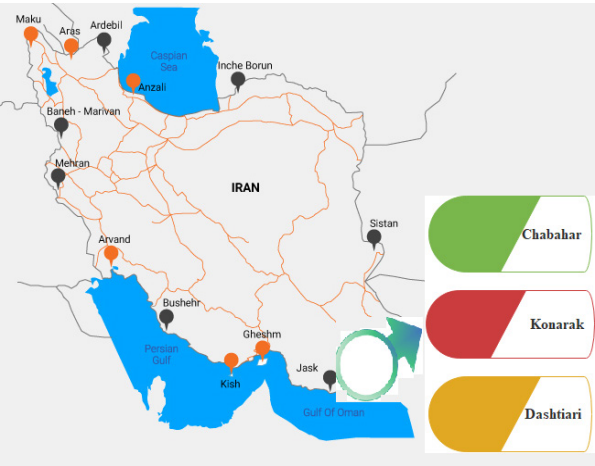 Maku
Aras
Ardebil
Caspian
Sea
Inche Borun
Anzali
Baneh - Marivan
Mehran
IRAN
Chabahar
Sistan
Arvand
Bushehr
Konarak
Gheshm
Persian
Gulf
Jask
Kish
Gulf Of Oman
Dashtiari